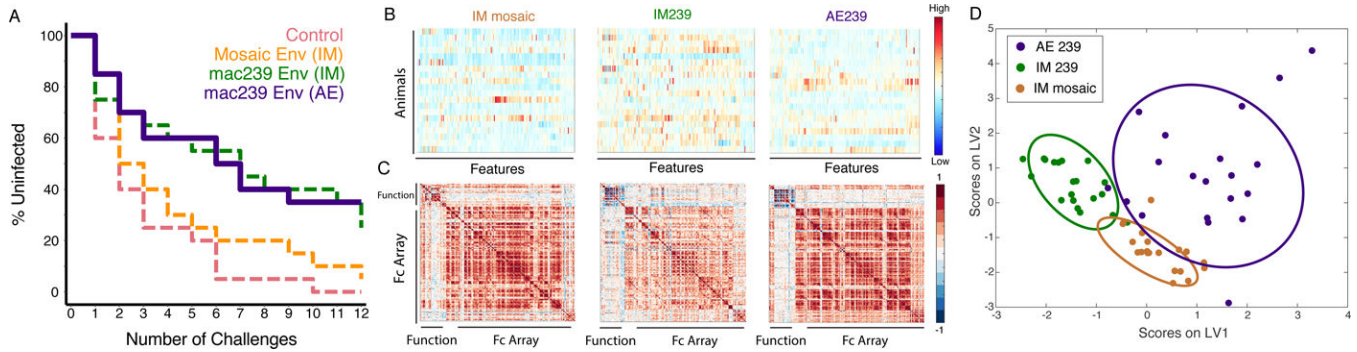 A
100
80
60
40
20
0
% Uninfected
0 1 2 3 4 5 6 7 8 9 10 11 12
Number of Challenges
Control
Mosaic Env (IM)
mac239 Env (IM)
mac239 Env (AE)
B
IM mosaic
IM239
AE239
High
Low
Animals
Features
Features
Features
C
1
-1
Function
Fc Array
Function
Fc Array
Function
Fc Array
Function
Fc Array
D
AE 239
IM 239
IM mosaic
5
4
3
2
1
0
-1
-2
-3
Scores on LV2
-3 -2 -1 0 1 2 3 4
Scores on LV1